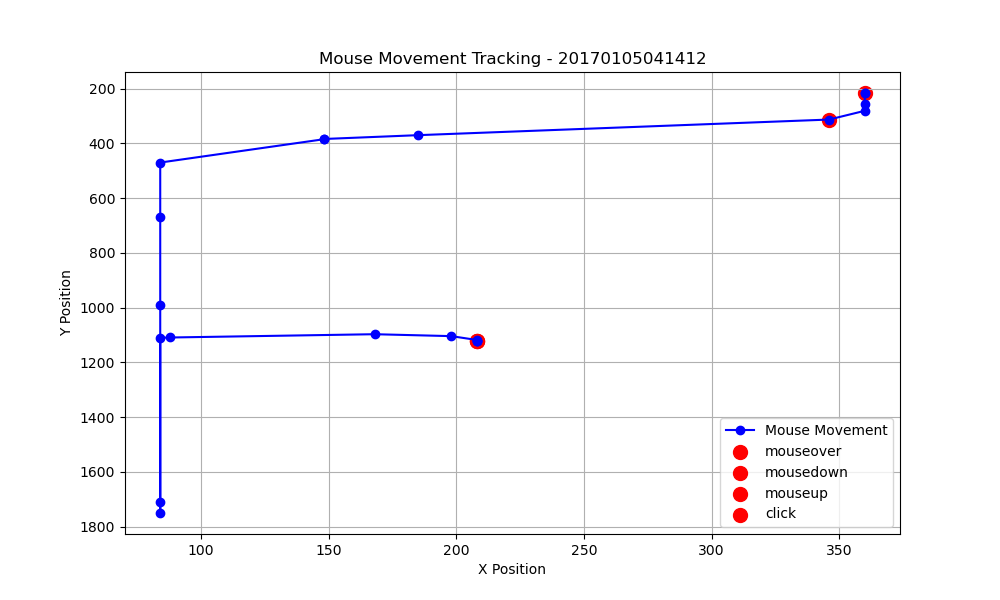 Mouse Movement Tracking - 20170105041412
200
400
600
800
1000
1200
1400
1600
1800
Y Position
100
150
200
250
300
350
X Position
Mouse Movement
mouseover
mousedown
mouseup
click